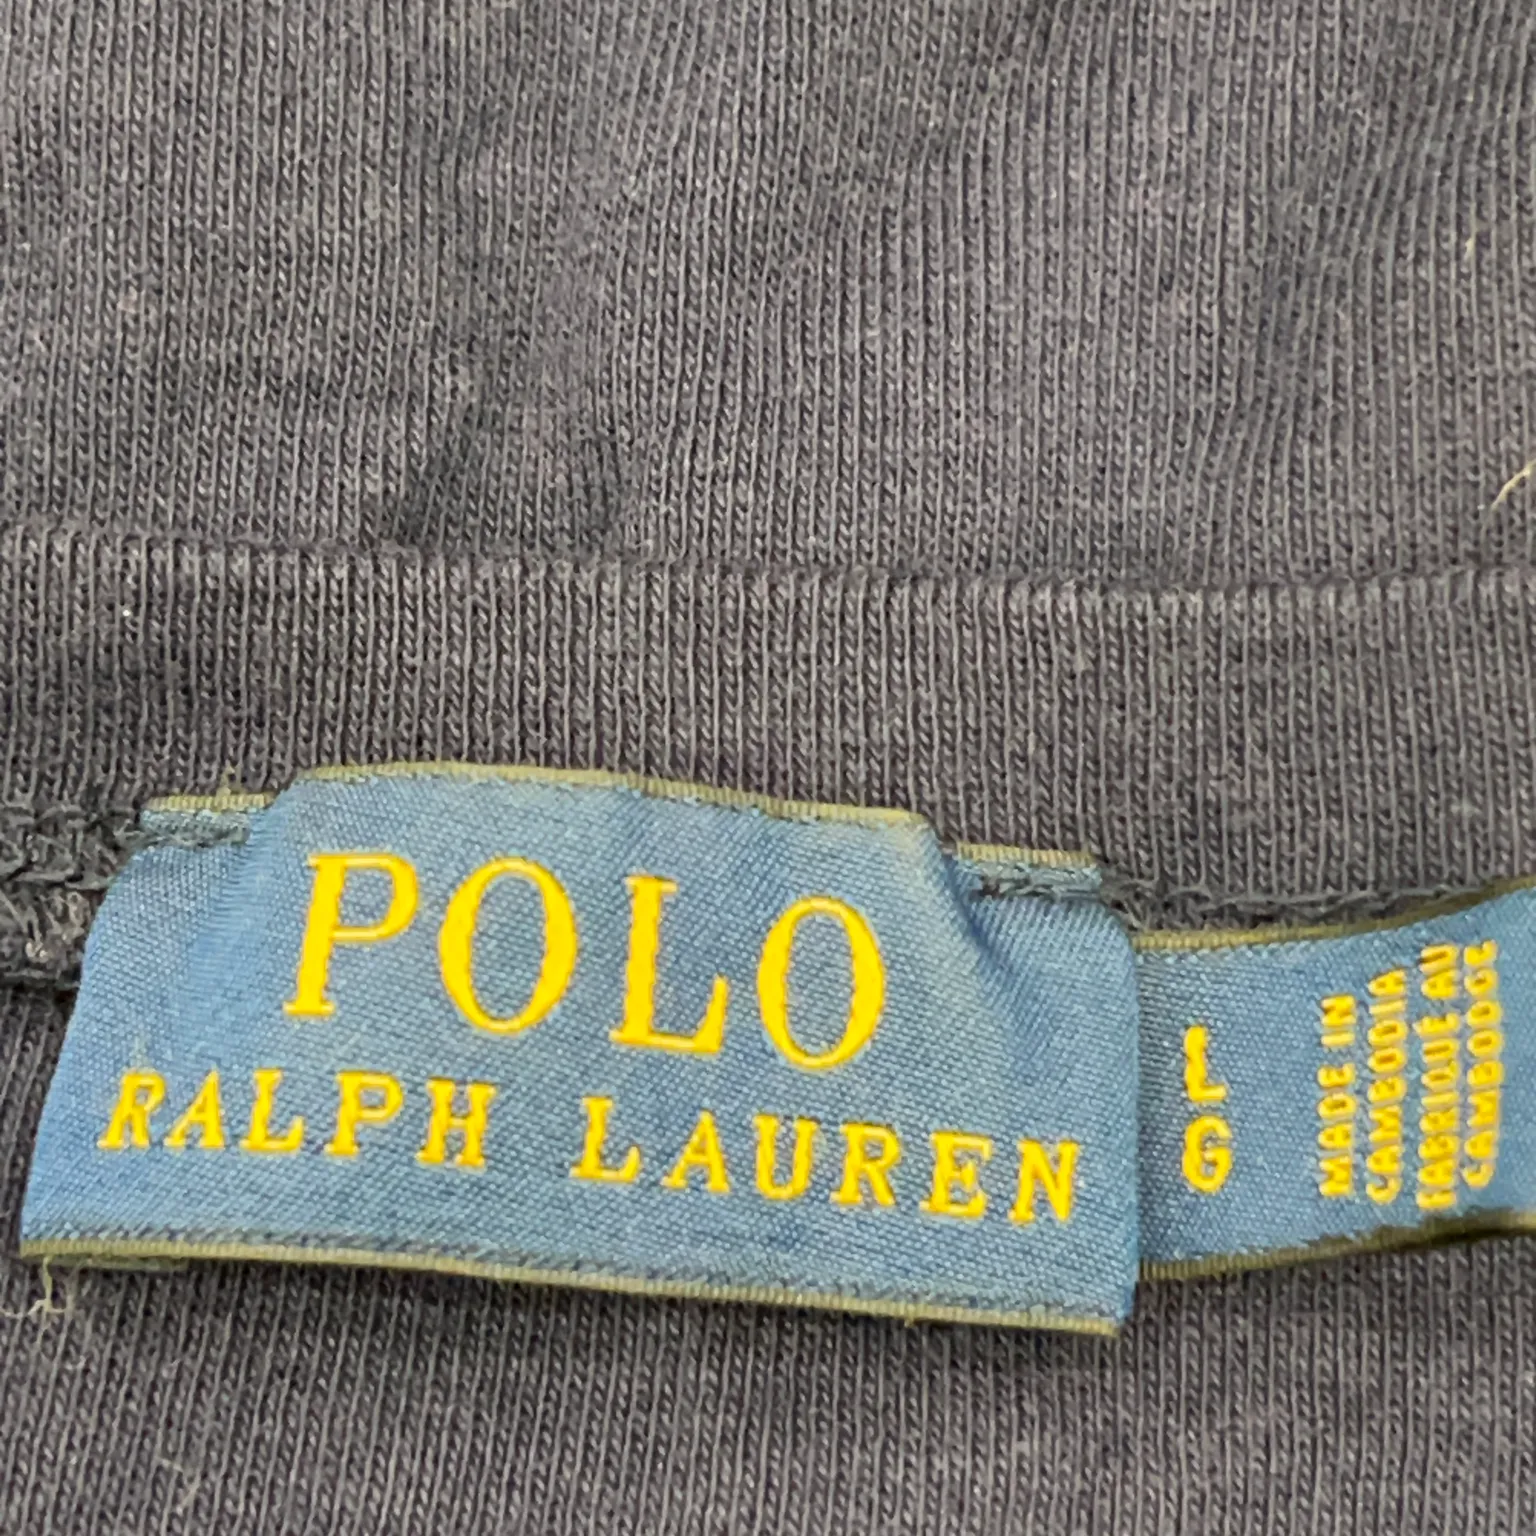 POLO
RALPH LAUREN
L
G
MADE IN
CAMBODIA
FABRIQUÉ AU
CAMBODGE